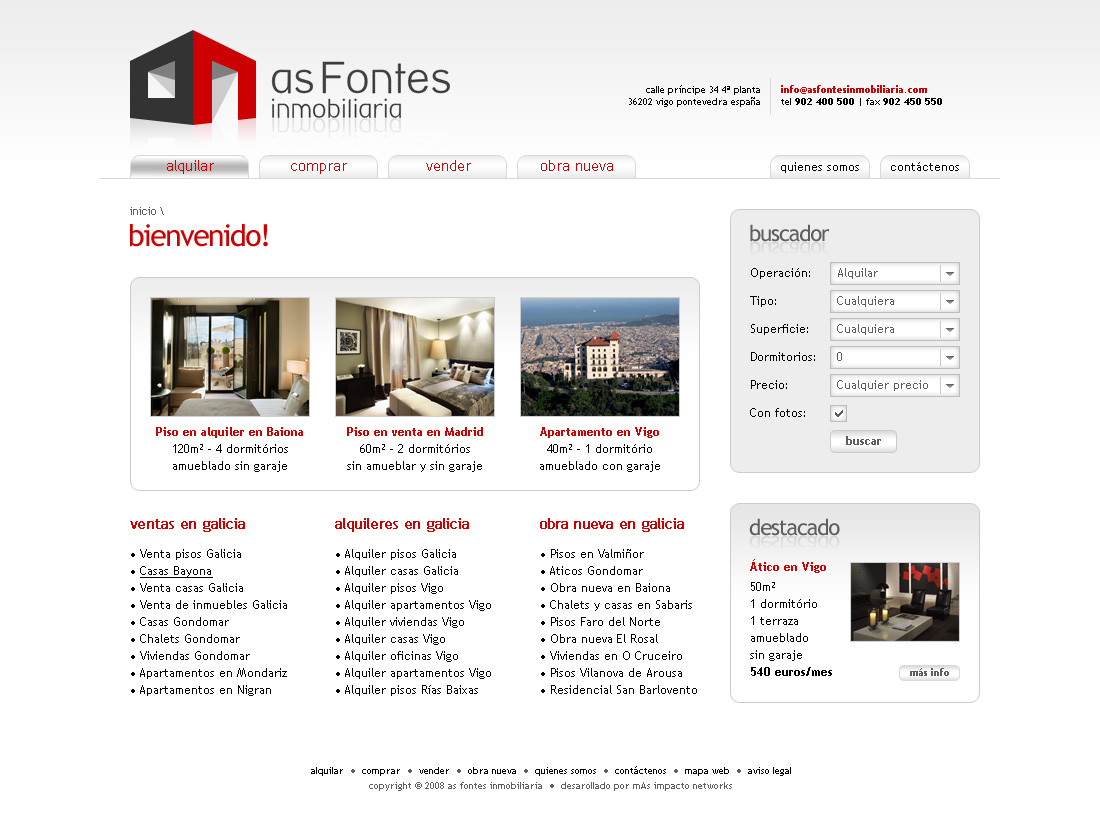 asFontes
inmobiliaria
calle príncipe 34 4ª planta
36202 vigo pontevedra españa
info@asfontesinmobiliaria.com
tel 902 400 500 | fax 902 450 550
alquilar
comprar
vender
obra nueva
quienes somos
contáctenos
inicio \
bienvenido!
Piso en alquiler en Baiona
120m² - 4 dormitórios
amueblado sin garaje
Piso en venta en Madrid
60m² - 2 dormitórios
sin amueblar y sin garaje
Apartamento en Vigo
40m² - 1 dormitório
amueblado con garaje
ventas en galicia
• Venta pisos Galicia
• Casas Bayona
• Venta casas Galicia
• Venta de inmuebles Galicia
• Casas Gondomar
• Chalets Gondomar
• Viviendas Gondomar
• Apartamentos en Mondariz
• Apartamentos en Nigran
alquileres en galicia
• Alquiler pisos Galicia
• Alquiler casas Galicia
• Alquiler pisos Vigo
• Alquiler apartamentos Vigo
• Alquiler viviendas Vigo
• Alquiler casas Vigo
• Alquiler oficinas Vigo
• Alquiler apartamentos Vigo
• Alquiler pisos Rías Baixas
obra nueva en galicia
• Pisos en Valmiñor
• Aticos Gondomar
• Obra nueva en Baiona
• Chalets y casas en Sabaris
• Pisos Faro del Norte
• Obra nueva El Rosal
• Viviendas en O Cruceiro
• Pisos Vilanova de Arousa
• Residencial San Barlovento
buscador
Operación: Alquilar
Tipo: Cualquiera
Superficie: Cualquiera
Dormitorios: 0
Precio: Cualquier precio
Con fotos:
buscar
destacado
Ático en Vigo
50m²
1 dormitório
1 terraza
amueblado
sin garaje
540 euros/mes
más info
alquilar • comprar • vender • obra nueva • quienes somos • contáctenos • mapa web • aviso legal
copyright © 2008 as fontes inmobiliaria • desarollado por mAs impacto networks